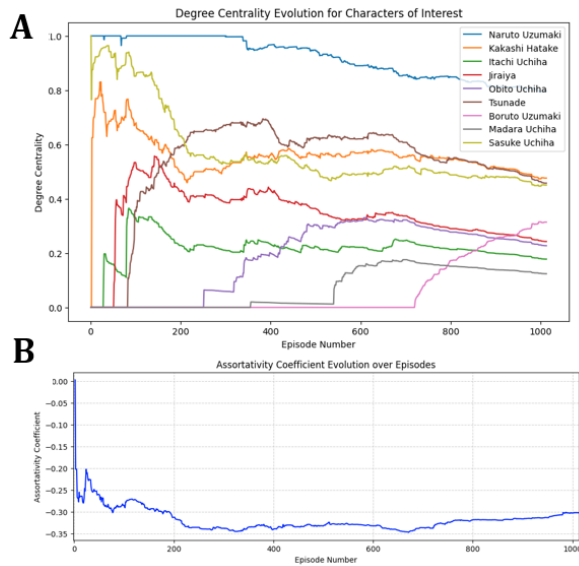 A
Degree Centrality Evolution for Characters of Interest
Degree Centrality
1.0
0.8
0.6
0.4
0.2
0.0
Naruto Uzumaki
Kakashi Hatake
Itachi Uchiha
Jiraiya
Obito Uchiha
Tsunade
Boruto Uzumaki
Madara Uchiha
Sasuke Uchiha
0
200
400
600
800
1000
Episode Number
B
Assortativity Coefficient Evolution over Episodes
Assortativity Coefficient
0.00
−0.05
−0.10
−0.15
−0.20
−0.25
−0.30
−0.35
0
200
400
600
800
1000
Episode Number